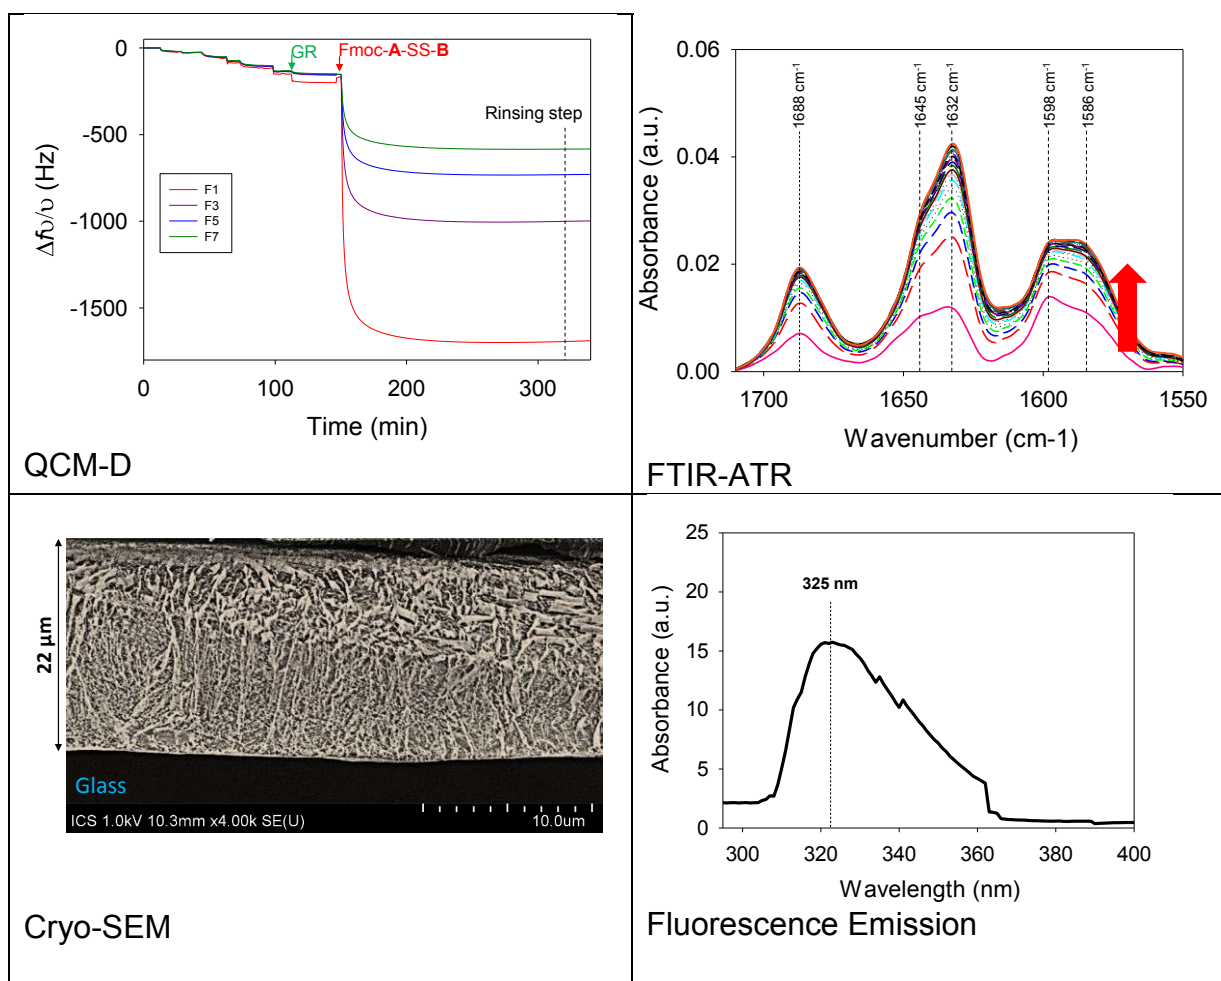 GR
Fmoc-A-SS-B
Rinsing step
0
-500
-1000
-1500
F1
F3
F5
F7
Δfυ/υ (Hz)
0 100 200 300
Time (min)
QCM-D
0.06
0.04
0.02
0.00
Absorbance (a.u.)
1688 cm⁻¹
1645 cm⁻¹
1632 cm⁻¹
1598 cm⁻¹
1586 cm⁻¹
1700 1650 1600 1550
Wavenumber (cm-1)
FTIR-ATR
22 µm
Glass
ICS 1.0kV 10.3mm x4.00k SE(U) 10.0um
Cryo-SEM
25
20
15
10
5
0
Absorbance (a.u.)
325 nm
300 320 340 360 380 400
Wavelength (nm)
Fluorescence Emission